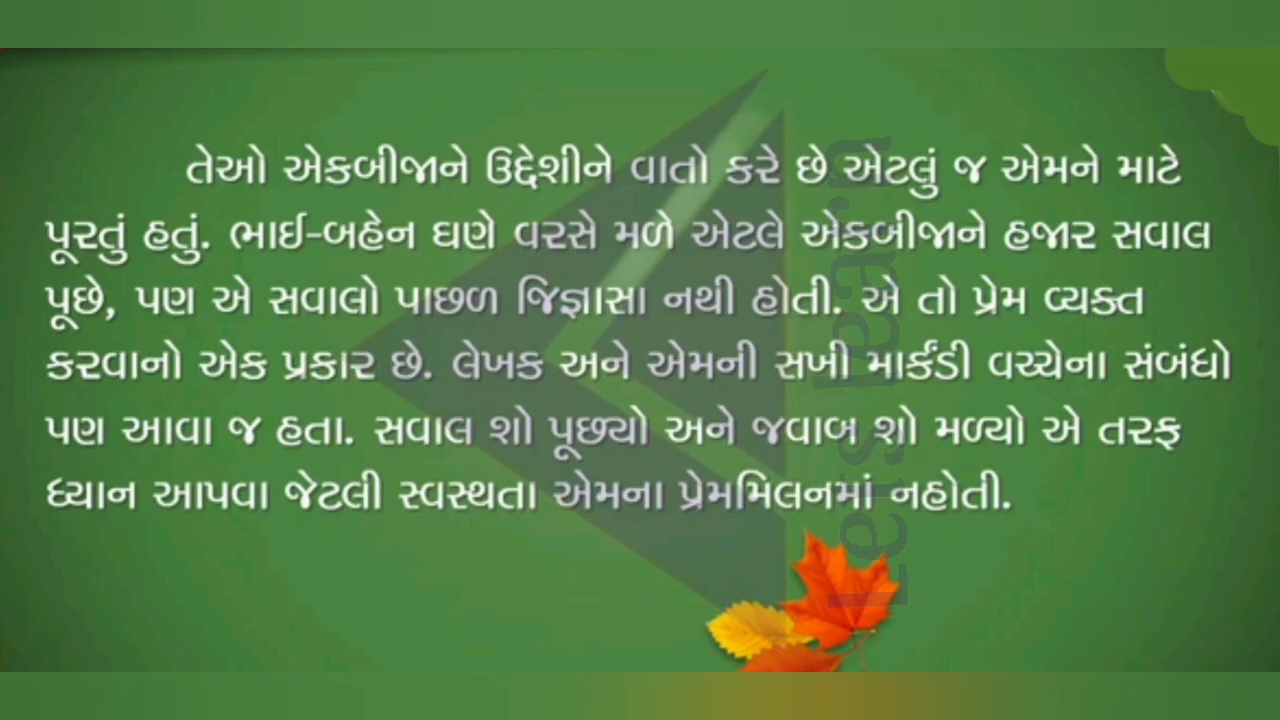 તેઓ એકબીજાને ઉદ્દેશીને વાતો કરે છે એટલું જ એમને માટે
પૂરતું હતું. ભાઈ-બહેન ઘણે વરસે મળે એટલે એકબીજાને હજાર સવાલ
પૂછે, પણ એ સવાલો પાછળ જિજ્ઞાસા નથી હોતી. એ તો પ્રેમ વ્યક્ત
કરવાનો એક પ્રકાર છે. લેખક અને એમની સખી માર્કંડી વચ્ચેના સંબંધો
પણ આવા જ હતા. સવાલ શો પૂછ્યો અને જવાબ શો મળ્યો એ તરફ
ધ્યાન આપવા જેટલી સ્વસ્થતા એમના પ્રેમમિલનમાં નહોતી.